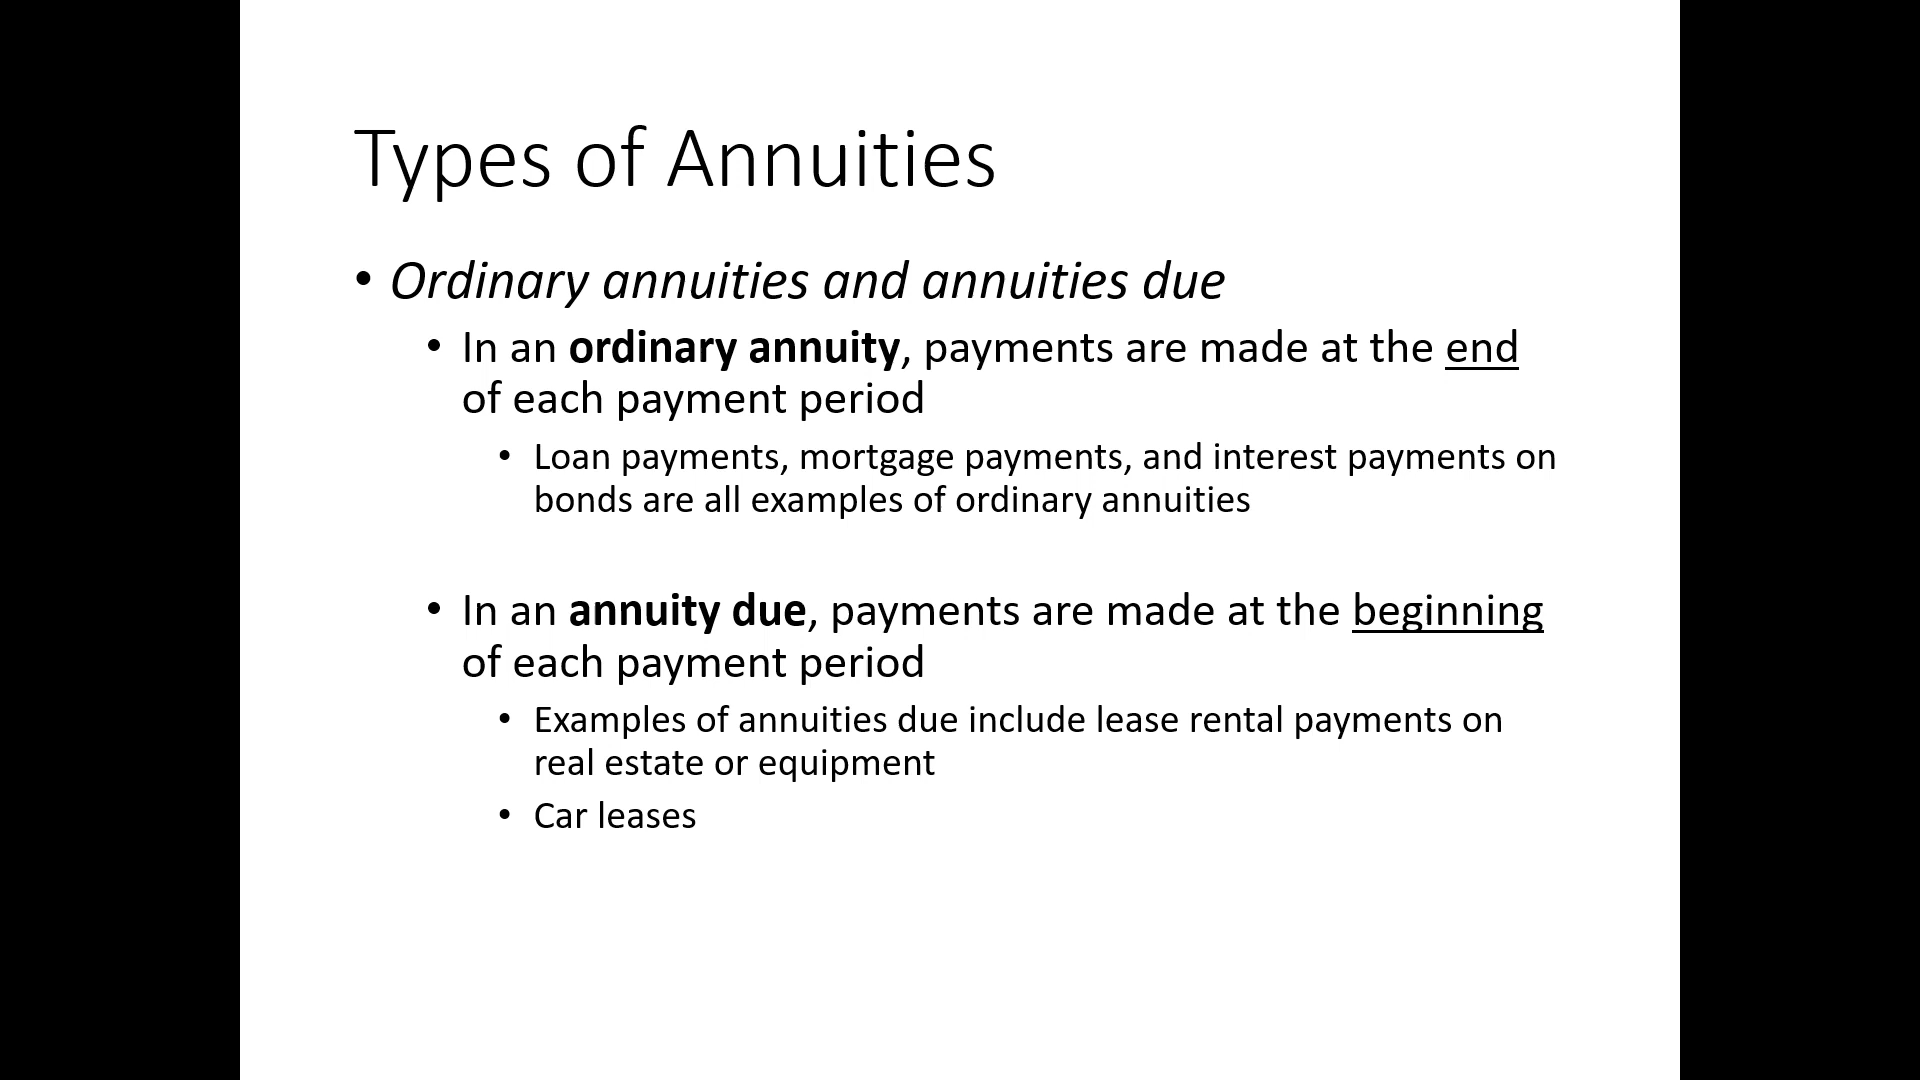 Types of Annuities
• Ordinary annuities and annuities due
• In an ordinary annuity, payments are made at the end
of each payment period
• Loan payments, mortgage payments, and interest payments on
bonds are all examples of ordinary annuities
• In an annuity due, payments are made at the beginning
of each payment period
• Examples of annuities due include lease rental payments on
real estate or equipment
• Car leases